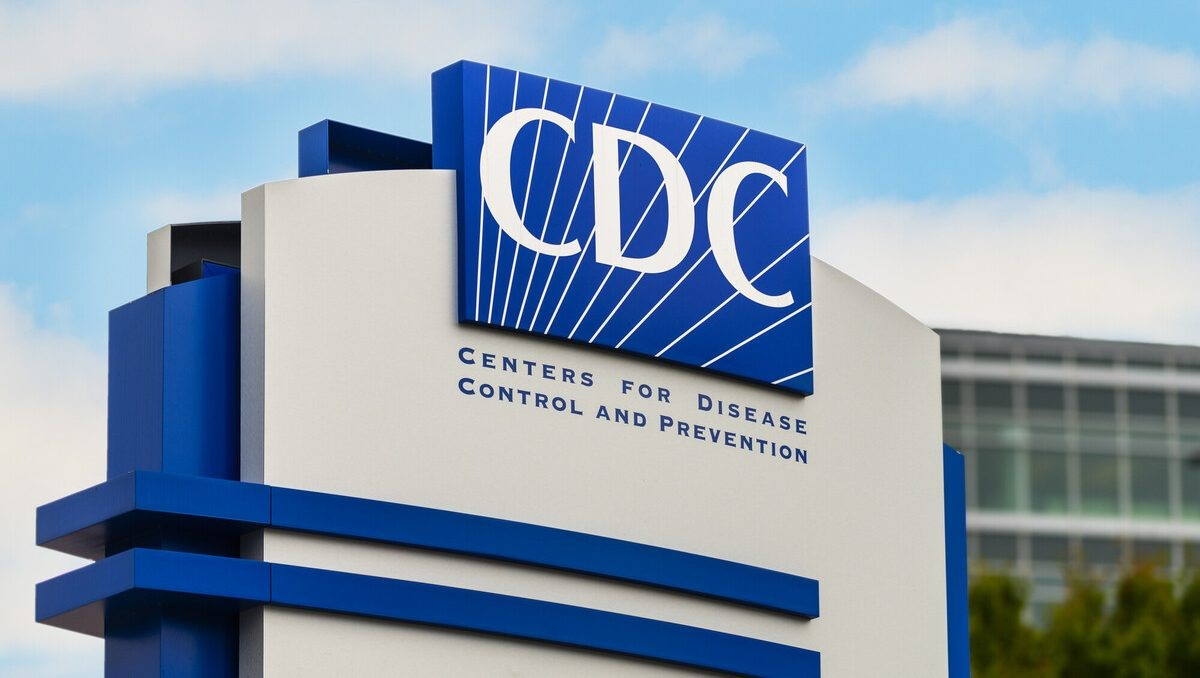 CDC
CENTERS FOR DISEASE
CONTROL AND PREVENTION